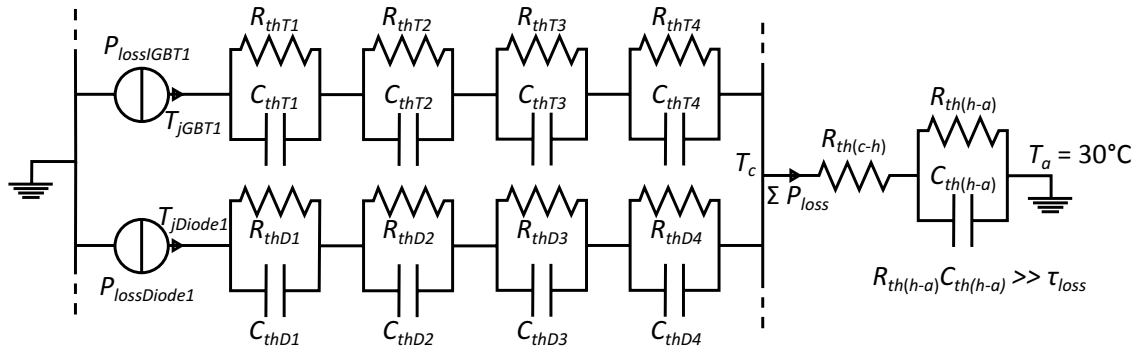 R_thT1 R_thT2 R_thT3 R_thT4
P_lossIGBT1
C_thT1 C_thT2 C_thT3 C_thT4
T_jGBT1
R_th(h-a)
R_th(c-h)
T_a = 30°C
T_c
C_th(h-a)
Σ P_loss
T_jDiode1
R_thD1 R_thD2 R_thD3 R_thD4
P_lossDiode1
R_th(h-a)C_th(h-a) >> τ_loss
C_thD1 C_thD2 C_thD3 C_thD4